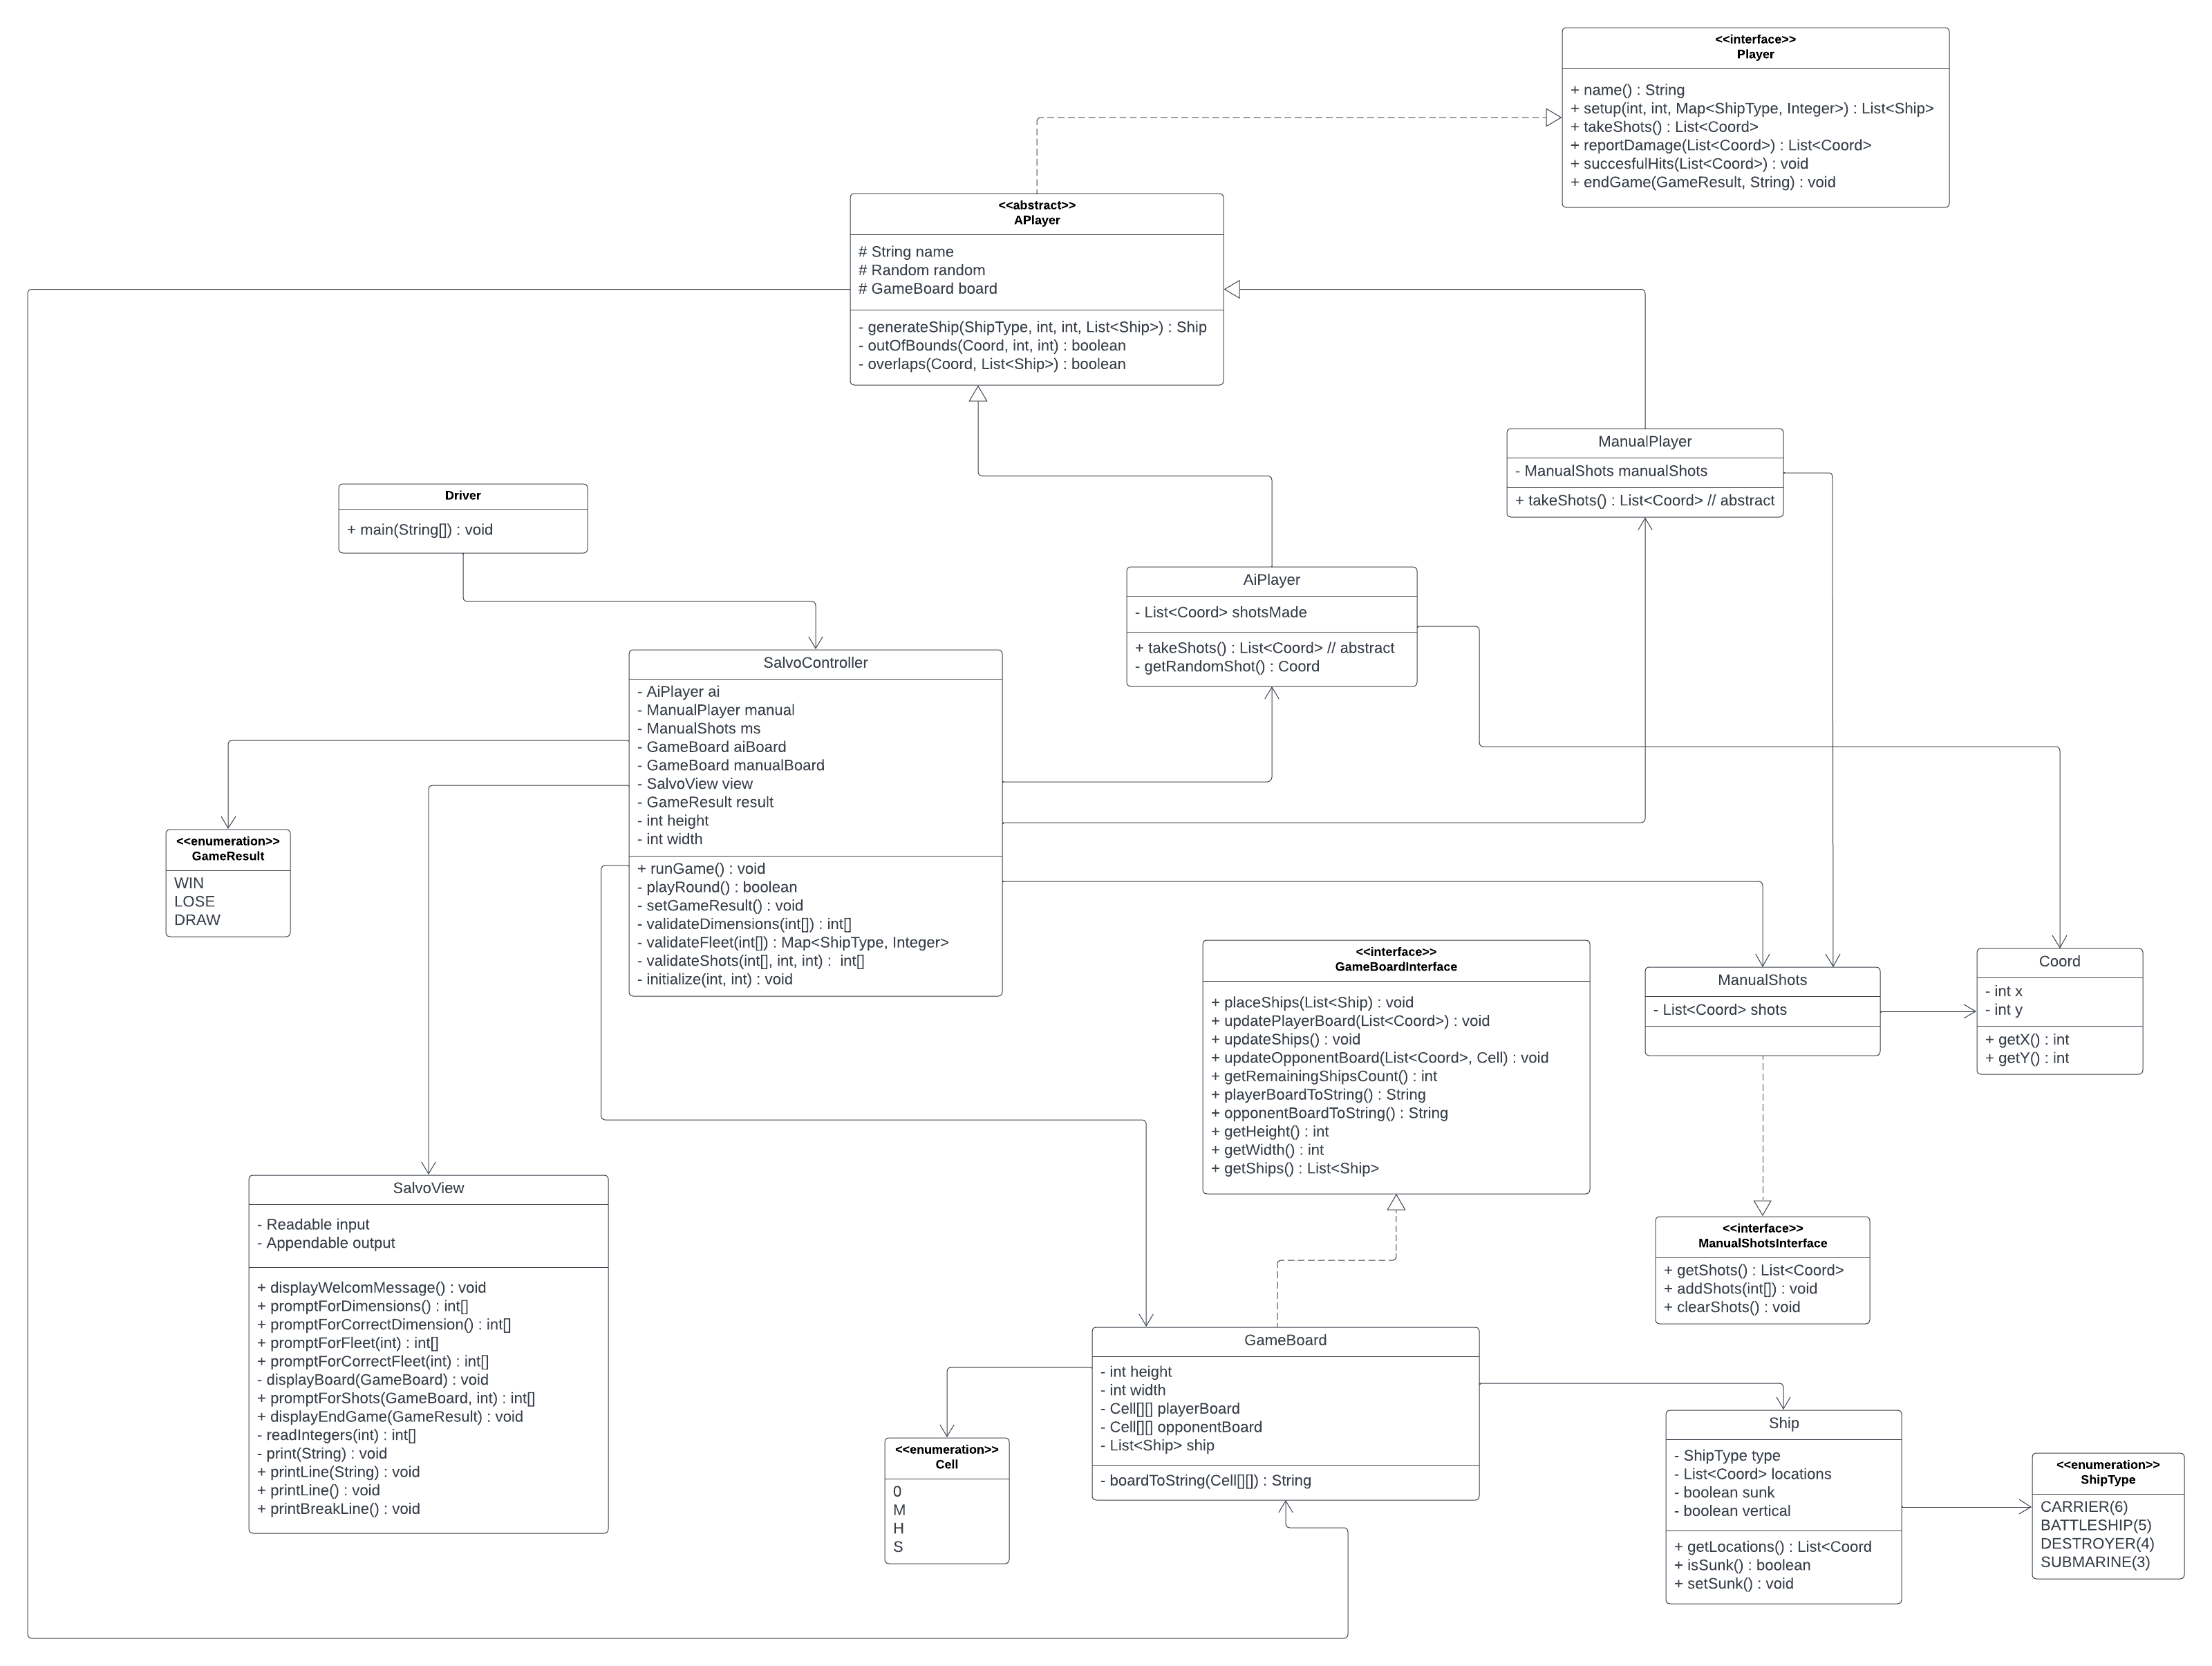 <<interface>>
Player
+ name() : String
+ setup(int, int, Map<ShipType, Integer>) : List<Ship>
+ takeShots() : List<Coord>
+ reportDamage(List<Coord>) : List<Coord>
+ succesfulHits(List<Coord>) : void
+ endGame(GameResult, String) : void
<<abstract>>
APlayer
# String name
# Random random
# GameBoard board
- generateShip(ShipType, int, int, List<Ship>) : Ship
- outOfBounds(Coord, int, int) : boolean
- overlaps(Coord, List<Ship>) : boolean
ManualPlayer
- ManualShots manualShots
+ takeShots() : List<Coord> // abstract
Driver
+ main(String[]) : void
AiPlayer
- List<Coord> shotsMade
+ takeShots() : List<Coord> // abstract
- getRandomShot() : Coord
SalvoController
- AiPlayer ai
- ManualPlayer manual
- ManualShots ms
- GameBoard aiBoard
- GameBoard manualBoard
- SalvoView view
- GameResult result
- int height
- int width
+ runGame() : void
- playRound() : boolean
- setGameResult() : void
- validateDimensions(int[]) : int[]
- validateFleet(int[]) : Map<ShipType, Integer>
- validateShots(int[], int, int) :  int[]
- initialize(int, int) : void
<<enumeration>>
GameResult
WIN
LOSE
DRAW
<<interface>>
GameBoardInterface
+ placeShips(List<Ship) : void
+ updatePlayerBoard(List<Coord>) : void
+ updateShips() : void
+ updateOpponentBoard(List<Coord>, Cell) : void
+ getRemainingShipsCount() : int
+ playerBoardToString() : String
+ opponentBoardToString() : String
+ getHeight() : int
+ getWidth() : int
+ getShips() : List<Ship>
ManualShots
- List<Coord> shots
Coord
- int x
- int y
+ getX() : int
+ getY() : int
SalvoView
- Readable input
- Appendable output
+ displayWelcomMessage() : void
+ promptForDimensions() : int[]
+ promptForCorrectDimension() : int[]
+ promptForFleet(int) : int[]
+ promptForCorrectFleet(int) : int[]
- displayBoard(GameBoard) : void
+ promptForShots(GameBoard, int) : int[]
+ displayEndGame(GameResult) : void
- readIntegers(int) : int[]
- print(String) : void
+ printLine(String) : void
+ printLine() : void
+ printBreakLine() : void
<<interface>>
ManualShotsInterface
+ getShots() : List<Coord>
+ addShots(int[]) : void
+ clearShots() : void
GameBoard
- int height
- int width
- Cell[][] playerBoard
- Cell[][] opponentBoard
- List<Ship> ship
- boardToString(Cell[][]) : String
<<enumeration>>
Cell
0
M
H
S
Ship
- ShipType type
- List<Coord> locations
- boolean sunk
- boolean vertical
+ getLocations() : List<Coord
+ isSunk() : boolean
+ setSunk() : void
<<enumeration>>
ShipType
CARRIER(6)
BATTLESHIP(5)
DESTROYER(4)
SUBMARINE(3)